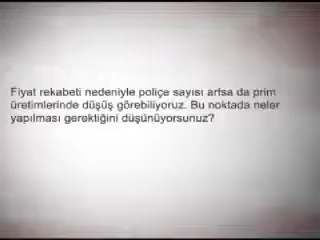 Fiyat rekabeti nedeniyle poliçe sayısı artsa da prim
üretimlerinde düşüş görebiliyoruz. Bu noktada neler
yapılması gerektiğini düşünüyorsunuz?